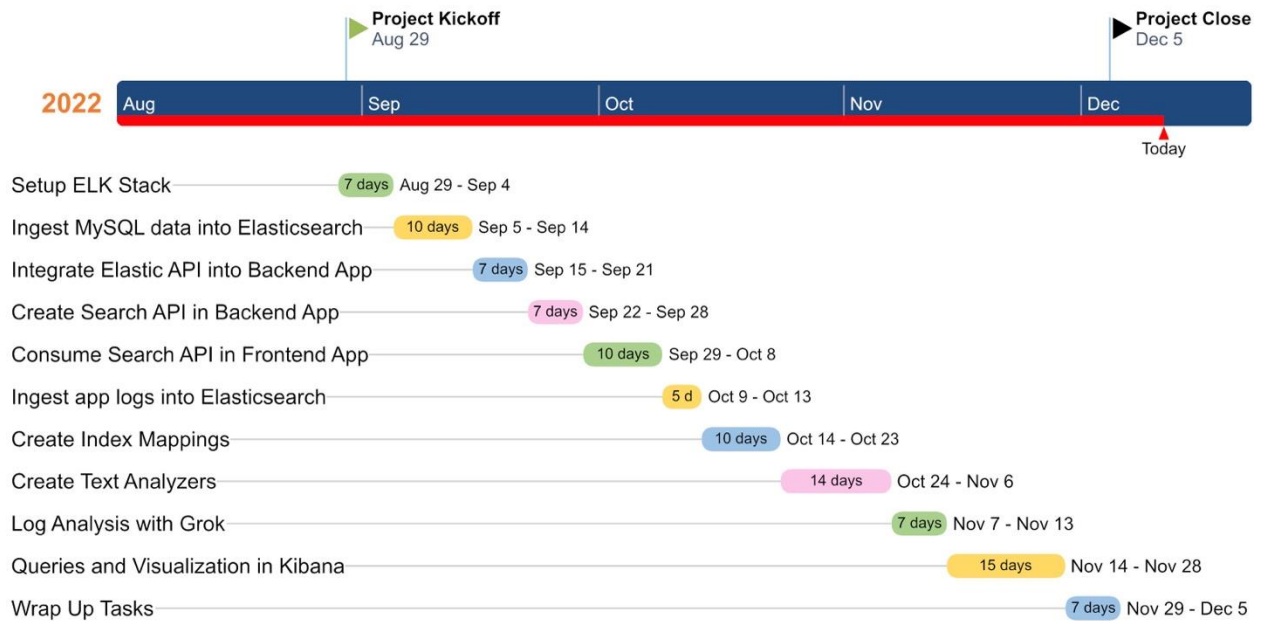 Project Kickoff
Aug 29
Project Close
Dec 5
2022 Aug Sep Oct Nov Dec
Today
Setup ELK Stack 7 days Aug 29 - Sep 4
Ingest MySQL data into Elasticsearch 10 days Sep 5 - Sep 14
Integrate Elastic API into Backend App 7 days Sep 15 - Sep 21
Create Search API in Backend App 7 days Sep 22 - Sep 28
Consume Search API in Frontend App 10 days Sep 29 - Oct 8
Ingest app logs into Elasticsearch 5 d Oct 9 - Oct 13
Create Index Mappings 10 days Oct 14 - Oct 23
Create Text Analyzers 14 days Oct 24 - Nov 6
Log Analysis with Grok 7 days Nov 7 - Nov 13
Queries and Visualization in Kibana 15 days Nov 14 - Nov 28
Wrap Up Tasks 7 days Nov 29 - Dec 5